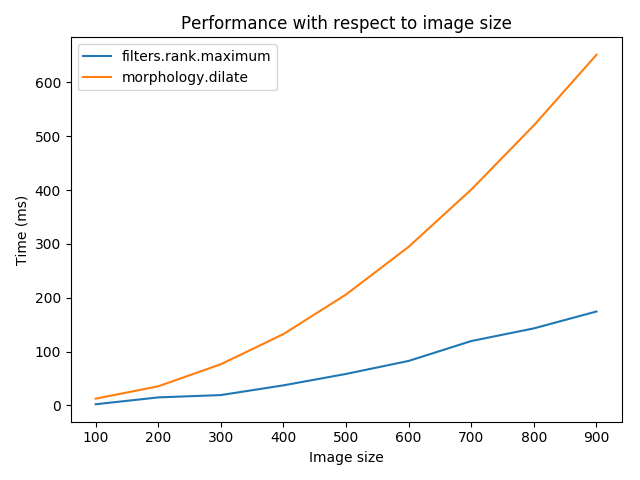 Performance with respect to image size
filters.rank.maximum
morphology.dilate
Time (ms)
600
500
400
300
200
100
0
100 200 300 400 500 600 700 800 900
Image size